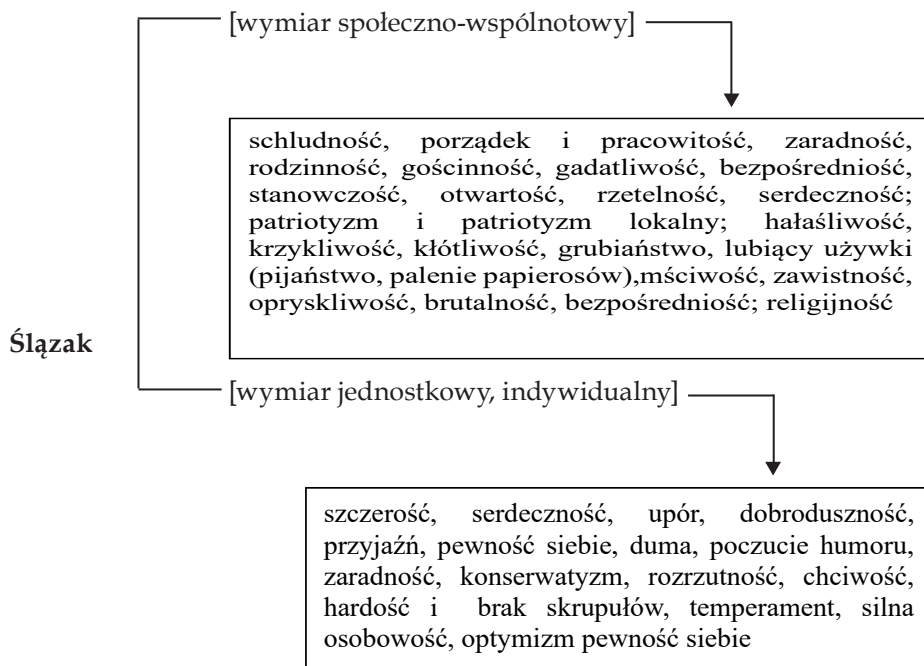 [wymiar społeczno-wspólnotowy]
schludność, porządek i pracowitość, zaradność,
rodzinność, gościnność, gadatliwość, bezpośredniość,
stanowczość, otwartość, rzetelność, serdeczność;
patriotyzm i patriotyzm lokalny; hałaśliwość,
krzykliwość, kłótliwość, grubiaństwo, lubiący używki
(pijaństwo, palenie papierosów),mściwość, zawistność,
opryskliwość, brutalność, bezpośredniość; religijność
Ślązak
[wymiar jednostkowy, indywidualny]
szczerość, serdeczność, upór, dobroduszność,
przyjaźń, pewność siebie, duma, poczucie humoru,
zaradność, konserwatyzm, rozrzutność, chciwość,
hardość i brak skrupułów, temperament, silna
osobowość, optymizm pewność siebie